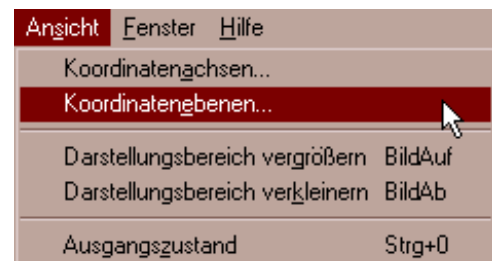 Ansicht Fenster Hilfe
Koordinatenachsen...
Koordinatenebenen...
Darstellungsbereich vergrößern BildAuf
Darstellungsbereich verkleinern BildAb
Ausgangszustand Strg+0